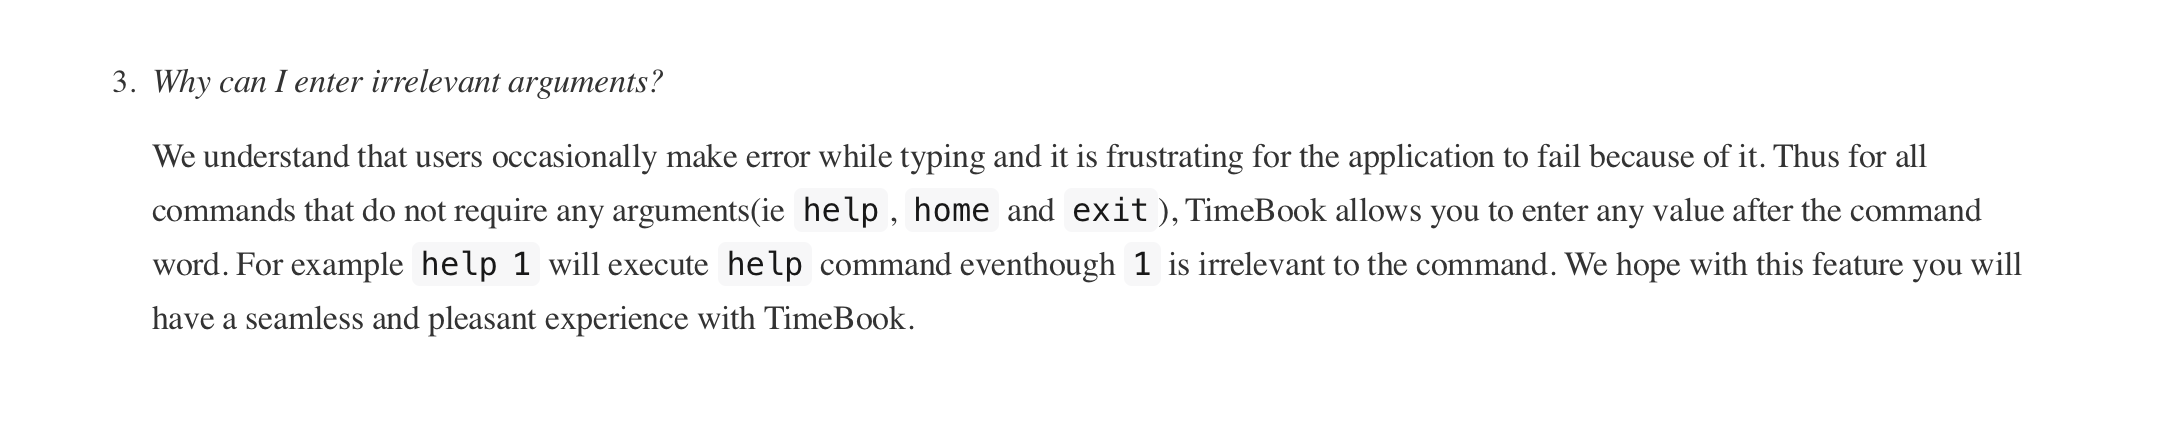 3. Why can I enter irrelevant arguments?
We understand that users occasionally make error while typing and it is frustrating for the application to fail because of it. Thus for all
commands that do not require any arguments(ie help, home and exit), TimeBook allows you to enter any value after the command
word. For example help 1 will execute help command eventhough 1 is irrelevant to the command. We hope with this feature you will
have a seamless and pleasant experience with TimeBook.